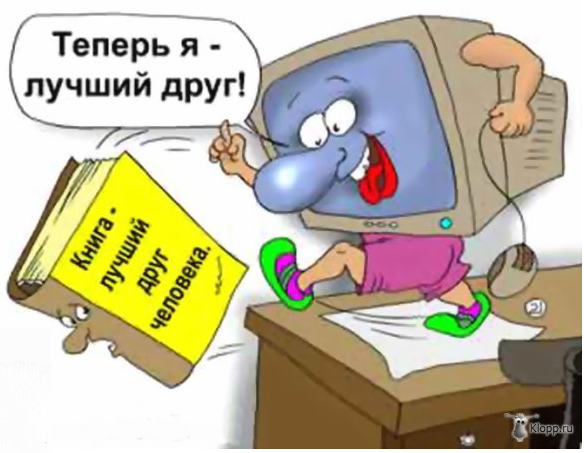 Теперь я -
лучший друг!
Книга -
лучший
друг
человека.
Klopp.ru